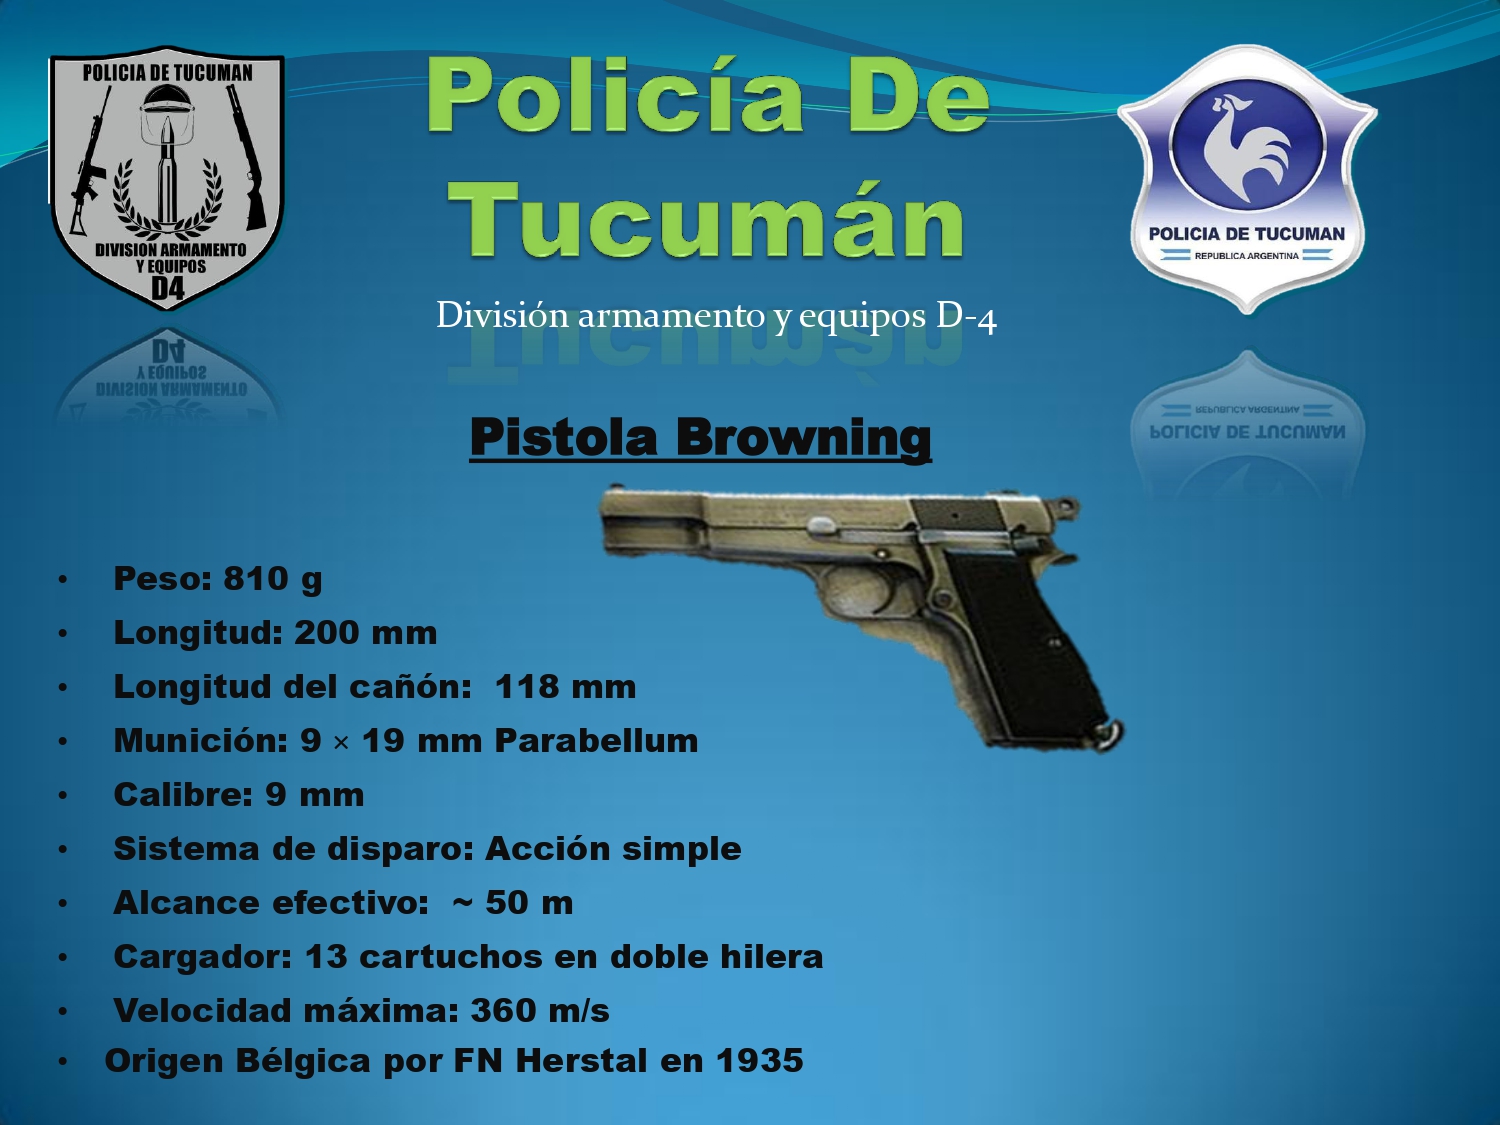 POLICIA DE TUCUMAN
DIVISION ARMAMENTO
Y EQUIPOS
D4
Policía De
Tucumán
POLICIA DE TUCUMAN
REPUBLICA ARGENTINA
División armamento y equipos D-4
Pistola Browning
• Peso: 810 g
• Longitud: 200 mm
• Longitud del cañón:  118 mm
• Munición: 9 × 19 mm Parabellum
• Calibre: 9 mm
• Sistema de disparo: Acción simple
• Alcance efectivo:  ~ 50 m
• Cargador: 13 cartuchos en doble hilera
• Velocidad máxima: 360 m/s
• Origen Bélgica por FN Herstal en 1935